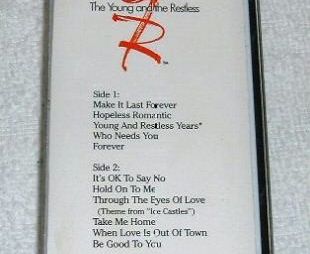 The Young and the Restless
R
Side 1:
Make It Last Forever
Hopeless Romantic
Young And Restless Years*
Who Needs You
Forever
Side 2:
It's OK To Say No
Hold On To Me
Through The Eyes Of Love
(Theme from "Ice Castles")
Take Me Home
When Love Is Out Of Town
Be Good To You